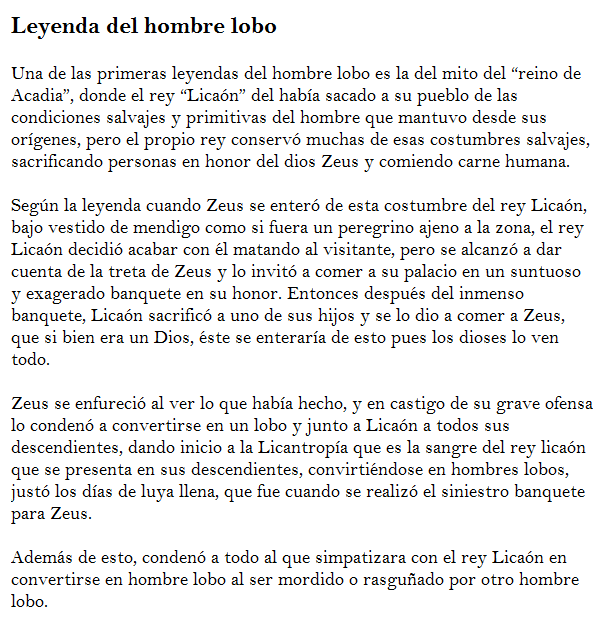 Leyenda del hombre lobo
Una de las primeras leyendas del hombre lobo es la del mito del “reino de
Acadia”, donde el rey “Licaón” del había sacado a su pueblo de las
condiciones salvajes y primitivas del hombre que mantuvo desde sus
orígenes, pero el propio rey conservó muchas de esas costumbres salvajes,
sacrificando personas en honor del dios Zeus y comiendo carne humana.
Según la leyenda cuando Zeus se enteró de esta costumbre del rey Licaón,
bajo vestido de mendigo como si fuera un peregrino ajeno a la zona, el rey
Licaón decidió acabar con él matando al visitante, pero se alcanzó a dar
cuenta de la treta de Zeus y lo invitó a comer a su palacio en un suntuoso
y exagerado banquete en su honor. Entonces después del inmenso
banquete, Licaón sacrificó a uno de sus hijos y se lo dio a comer a Zeus,
que si bien era un Dios, éste se enteraría de esto pues los dioses lo ven
todo.
Zeus se enfureció al ver lo que había hecho, y en castigo de su grave ofensa
lo condenó a convertirse en un lobo y junto a Licaón a todos sus
descendientes, dando inicio a la Licantropía que es la sangre del rey licaón
que se presenta en sus descendientes, convirtiéndose en hombres lobos,
justó los días de luya llena, que fue cuando se realizó el siniestro banquete
para Zeus.
Además de esto, condenó a todo al que simpatizara con el rey Licaón en
convertirse en hombre lobo al ser mordido o rasguñado por otro hombre
lobo.